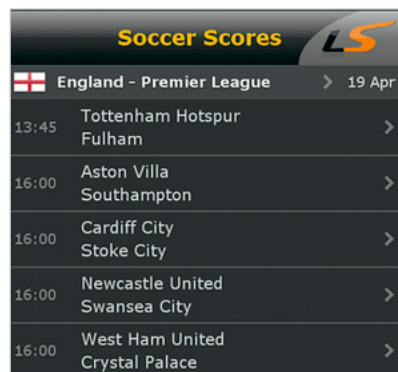 Soccer Scores
LS
England - Premier League > 19 Apr
13:45 Tottenham Hotspur
Fulham >
16:00 Aston Villa
Southampton >
16:00 Cardiff City
Stoke City >
16:00 Newcastle United
Swansea City >
16:00 West Ham United
Crystal Palace >